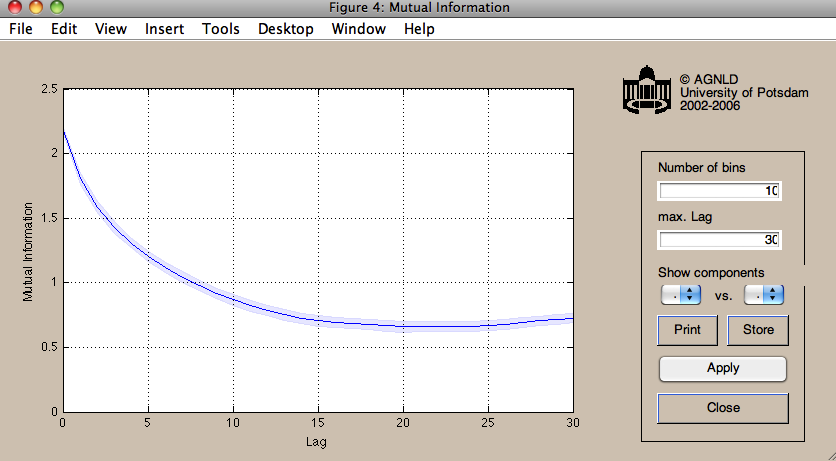 Figure 4: Mutual Information
File Edit View Insert Tools Desktop Window Help
2.5
2
1.5
1
0.5
0
Mutual Information
0 5 10 15 20 25 30
Lag
© AGNLD
University of Potsdam
2002-2006
Number of bins
10
max. Lag
30
Show components
. vs. .
Print Store
Apply
Close